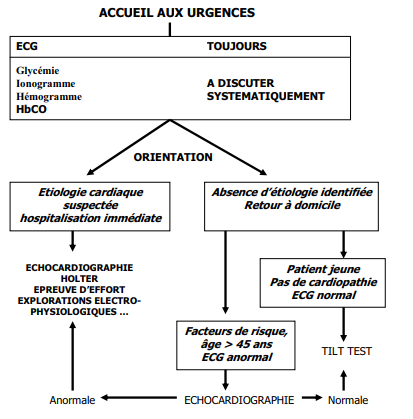 ACCUEIL AUX URGENCES
ECG TOUJOURS
Glycémie
Ionogramme A DISCUTER
Hémogramme SYSTEMATIQUEMENT
HbCO
ORIENTATION
Etiologie cardiaque
suspectée
hospitalisation immédiate
Absence d'étiologie identifiée
Retour à domicile
ECHOCARDIOGRAPHIE
HOLTER
EPREUVE D'EFFORT
EXPLORATIONS ELECTRO-
PHYSIOLOGIQUES ...
Patient jeune
Pas de cardiopathie
ECG normal
Facteurs de risque,
âge > 45 ans
ECG anormal
TILT TEST
Anormale ECHOCARDIOGRAPHIE Normale